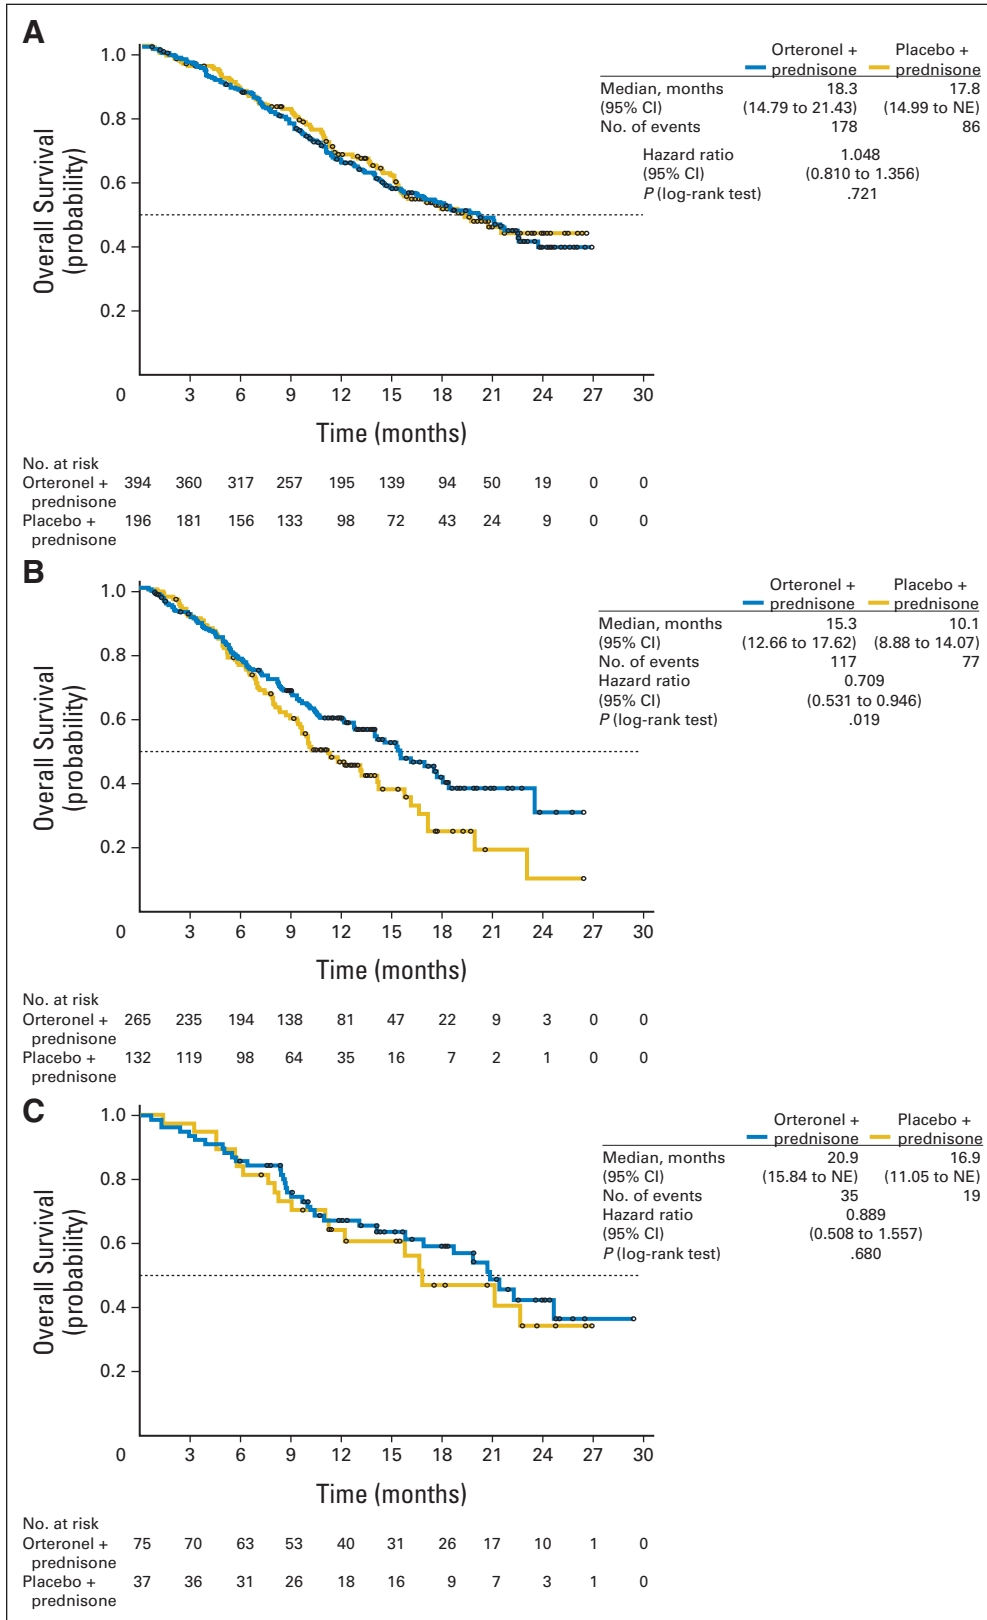 A
Orteronel + Placebo +
prednisone prednisone
Median, months 18.3 17.8
(95% CI) (14.79 to 21.43) (14.99 to NE)
No. of events 178 86
Hazard ratio 1.048
(95% CI) (0.810 to 1.356)
P (log-rank test) .721
Overall Survival
(probability)
1.0
0.8
0.6
0.4
0.2
0 3 6 9 12 15 18 21 24 27 30
Time (months)
No. at risk
Orteronel + 394 360 317 257 195 139 94 50 19 0 0
prednisone
Placebo + 196 181 156 133 98 72 43 24 9 0 0
prednisone
B
Orteronel + Placebo +
prednisone prednisone
Median, months 15.3 10.1
(95% CI) (12.66 to 17.62) (8.88 to 14.07)
No. of events 117 77
Hazard ratio 0.709
(95% CI) (0.531 to 0.946)
P (log-rank test) .019
Overall Survival
(probability)
1.0
0.8
0.6
0.4
0.2
0 3 6 9 12 15 18 21 24 27 30
Time (months)
No. at risk
Orteronel + 265 235 194 138 81 47 22 9 3 0 0
prednisone
Placebo + 132 119 98 64 35 16 7 2 1 0 0
prednisone
C
Orteronel + Placebo +
prednisone prednisone
Median, months 20.9 16.9
(95% CI) (15.84 to NE) (11.05 to NE)
No. of events 35 19
Hazard ratio 0.889
(95% CI) (0.508 to 1.557)
P (log-rank test) .680
Overall Survival
(probability)
1.0
0.8
0.6
0.4
0.2
0 3 6 9 12 15 18 21 24 27 30
Time (months)
No. at risk
Orteronel + 75 70 63 53 40 31 26 17 10 1 0
prednisone
Placebo + 37 36 31 26 18 16 9 7 3 1 0
prednisone